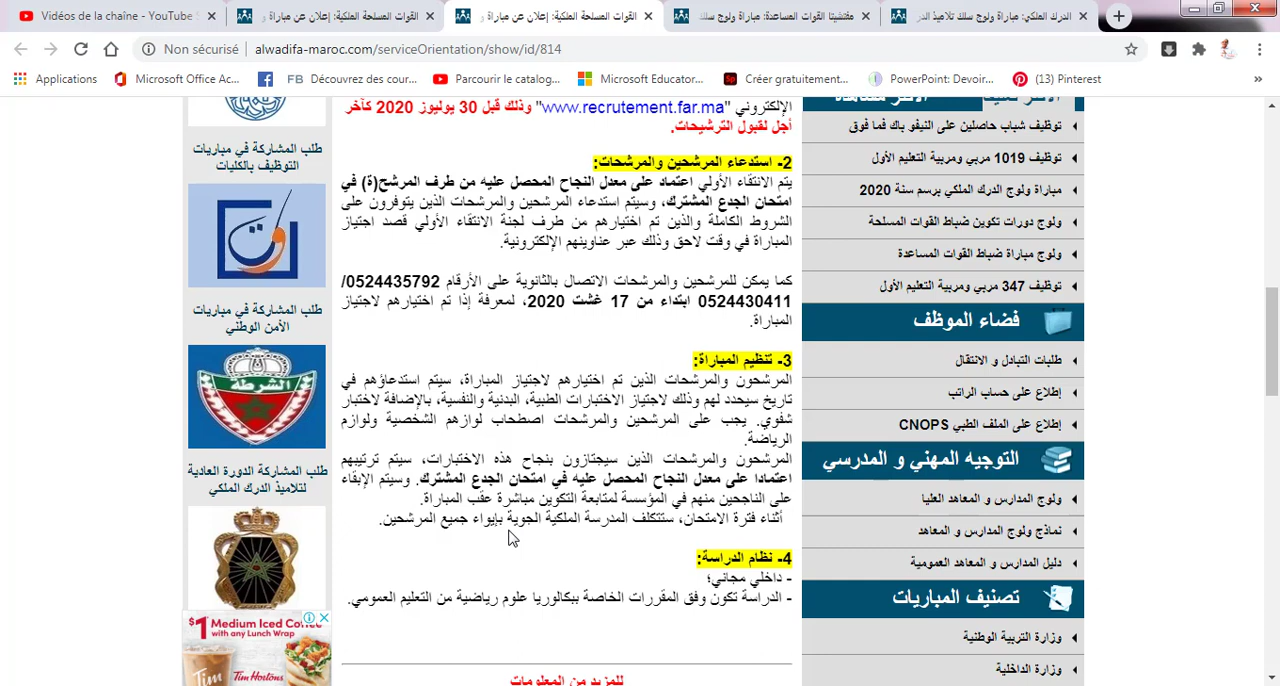 Vidéos de la chaîne - YouTube S
القوات المسلحة الملكية: إعلان عن مباراة و
القوات المسلحة الملكية: إعلان عن مباراة و
مفتشيتا القوات المساعدة: مباراة ولوج سلك
الدرك الملكي: مباراة ولوج سلك تلاميذ الدر
Non sécurisé
alwadifa-maroc.com/serviceOrientation/show/id/814
Applications
Microsoft Office Ac...
FB Découvrez des cour...
Parcourir le catalog...
Microsoft Educator...
Sp Créer gratuitement...
PowerPoint: Devoir...
(13) Pinterest
»
الإلكتروني "www.recrutement.far.ma" وذلك قبل 30 يوليوز 2020 كآخر
أجل لقبول الترشيحات.
2- استدعاء المرشحين والمرشحات:
يتم الانتقاء الأولي اعتماد على معدل النجاح المحصل عليه من طرف المرشح(ة) في
امتحان الجدع المشترك، وسيتم استدعاء المرشحين والمرشحات الذين يتوفرون على
الشروط الكاملة والذين تم اختيارهم من طرف لجنة الانتقاء الأولي قصد اجتياز
المباراة في وقت لاحق وذلك عبر عناوينهم الإلكترونية.
كما يمكن للمرشحين والمرشحات الاتصال بالثانوية على الأرقام 0524435792/
0524430411 ابتداء من 17 غشت 2020، لمعرفة إذا تم اختيارهم لاجتياز
المباراة.
3- تنظيم المباراة:
المرشحون والمرشحات الذين تم اختيارهم لاجتياز المباراة، سيتم استدعاؤهم في
تاريخ سيحدد لهم وذلك لاجتياز الاختبارات الطبية، البدنية والنفسية، بالإضافة لاختبار
شفوي. يجب على المرشحين والمرشحات اصطحاب لوازمهم الشخصية ولوازم
الرياضة.
المرشحون والمرشحات الذين سيجتازون بنجاح هذه الاختبارات، سيتم ترتيبهم
اعتمادا على معدل النجاح المحصل عليه في امتحان الجدع المشترك. وسيتم الإبقاء
على الناجحين منهم في المؤسسة لمتابعة التكوين مباشرة عقب المباراة.
أثناء فترة الامتحان، ستتكلف المدرسة الملكية الجوية بإيواء جميع المرشحين.
4- نظام الدراسة:
- داخلي مجاني؛
- الدراسة تكون وفق المقررات الخاصة ببكالوريا علوم رياضية من التعليم العمومي.
للمزيد من المعلومات
توظيف شباب حاصلين على النيفو باك فما فوق
توظيف 1019 مربي ومربية التعليم الأول
مباراة ولوج الدرك الملكي برسم سنة 2020
ولوج دورات تكوين ضباط القوات المسلحة
ولوج مباراة ضباط القوات المساعدة
توظيف 347 مربي ومربية التعليم الأول
فضاء الموظف
طلبات التبادل و الانتقال
إطلاع على حساب الراتب
إطلاع على الملف الطبي CNOPS
التوجيه المهني و المدرسي
ولوج المدارس و المعاهد العليا
نماذج ولوج المدارس و المعاهد
دليل المدارس و المعاهد العمومية
تصنيف المباريات
وزارة التربية الوطنية
وزارة الداخلية
طلب المشاركة في مباريات
التوظيف بالكليات
طلب المشاركة في مباريات
الأمن الوطني
الشرطة
طلب المشاركة الدورة العادية
لتلاميذ الدرك الملكي
$1 Medium Iced Coffee
with any Lunch Wrap
Tim Hortons